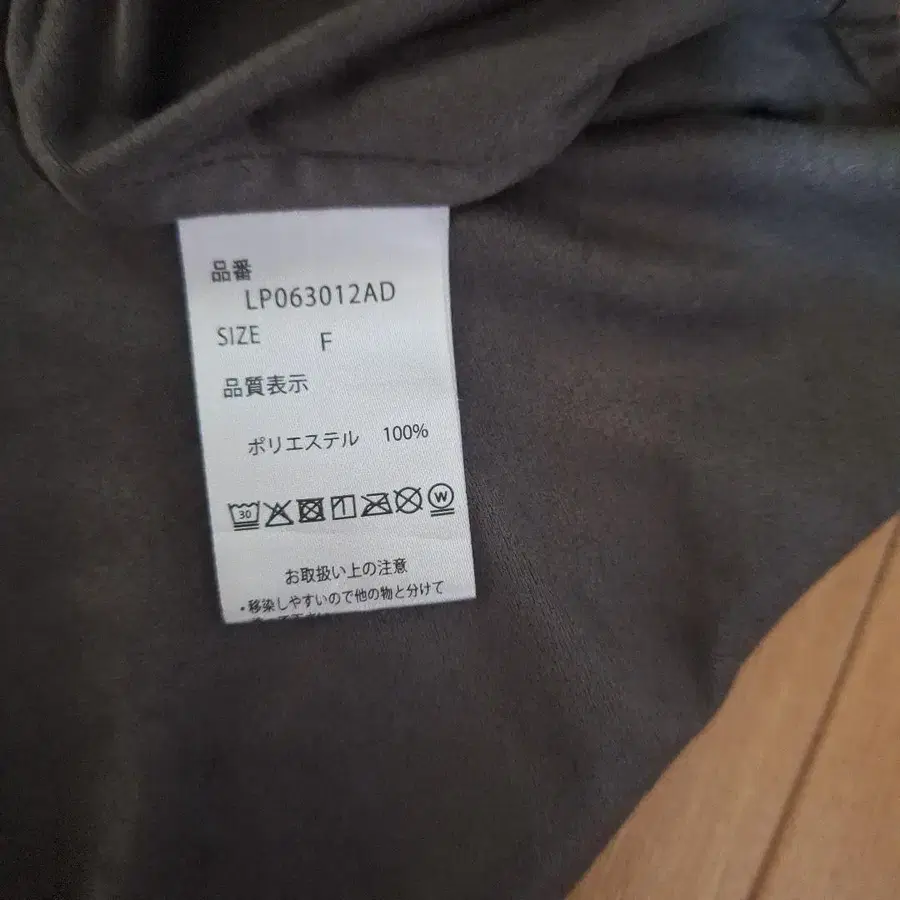 品番
LP063012AD
SIZE F
品質表示
ポリエステル 100%
30 W
お取扱い上の注意
・移染しやすいので他の物と分けて